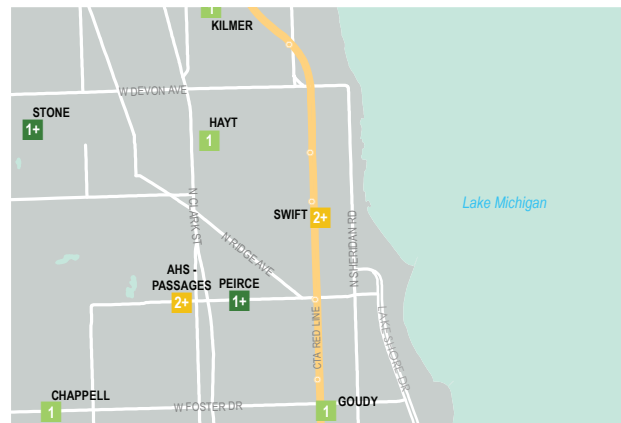 1
KILMER
W DEVON AVE
STONE
1+
HAYT
1
Lake Michigan
N CLARK ST
SWIFT
2+
N SHERIDAN RD
N RIDGE AVE
AHS -
PASSAGES
2+
PEIRCE
1+
CTA RED LINE
LAKE SHORE DR
CHAPPELL
1
W FOSTER DR
GOUDY
1